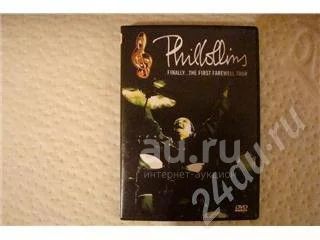 Phil Collins
FINALLY...THE FIRST FAREWELL TOUR
au.ru
интернет-аукцион
24au.ru
DVD